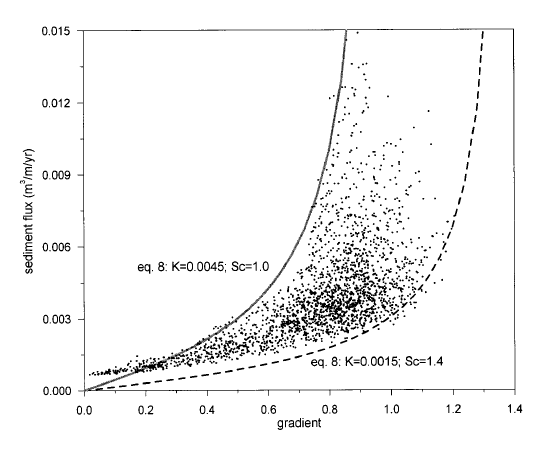 0.015
0.012
0.009
0.006
0.003
0.000
sediment flux (m³/m/yr)
eq. 8: K=0.0045; Sc=1.0
eq. 8: K=0.0015; Sc=1.4
0.0 0.2 0.4 0.6 0.8 1.0 1.2 1.4
gradient